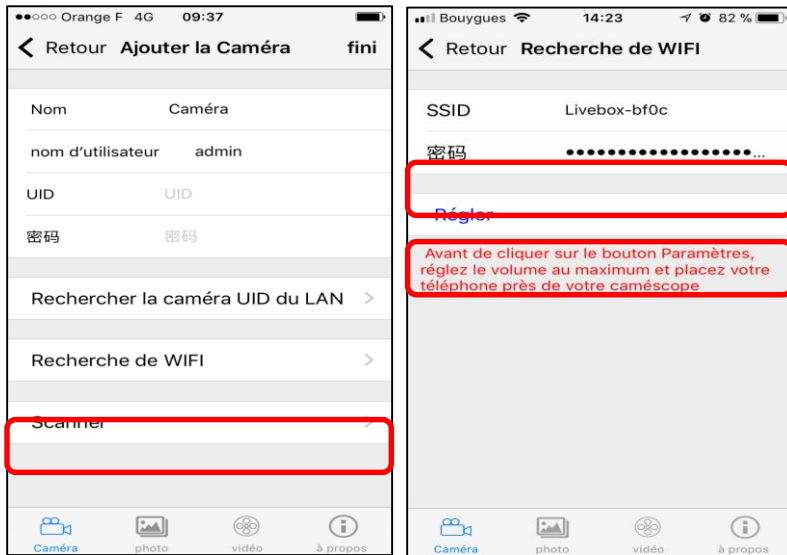 Orange F 4G 09:37
Retour Ajouter la Caméra fini
Nom Caméra
nom d'utilisateur admin
UID UID
密码 密码
Rechercher la caméra UID du LAN
Recherche de WIFI
Scanner
Caméra photo vidéo à propos
Bouygues 14:23 82 %
Retour Recherche de WIFI
SSID Livebox-bf0c
密码 ••••••••••••••••••...
Régler
Avant de cliquer sur le bouton Paramètres,
réglez le volume au maximum et placez votre
téléphone près de votre caméscope
Caméra photo vidéo à propos